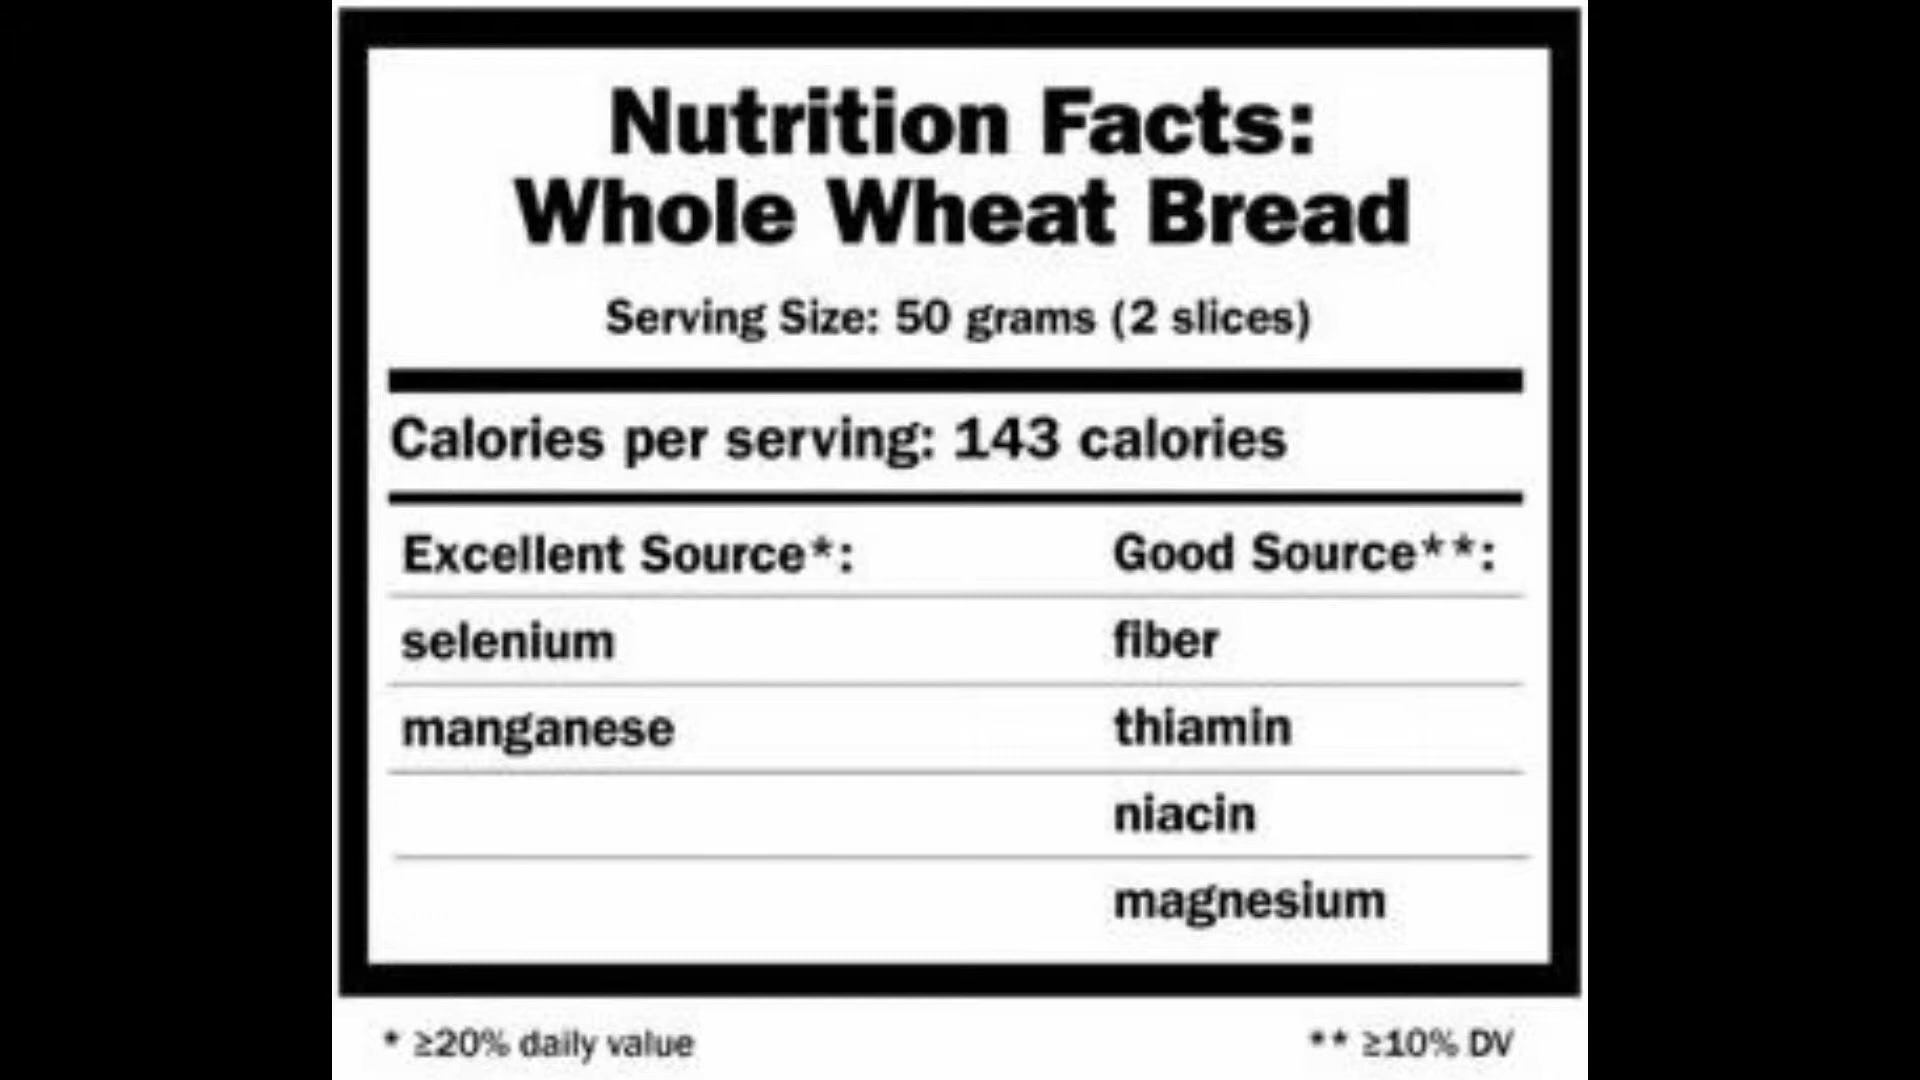 Nutrition Facts:
Whole Wheat Bread
Serving Size: 50 grams (2 slices)
Calories per serving: 143 calories
Excellent Source*: Good Source**:
selenium fiber
manganese thiamin
niacin
magnesium
* ≥20% daily value ** ≥10% DV